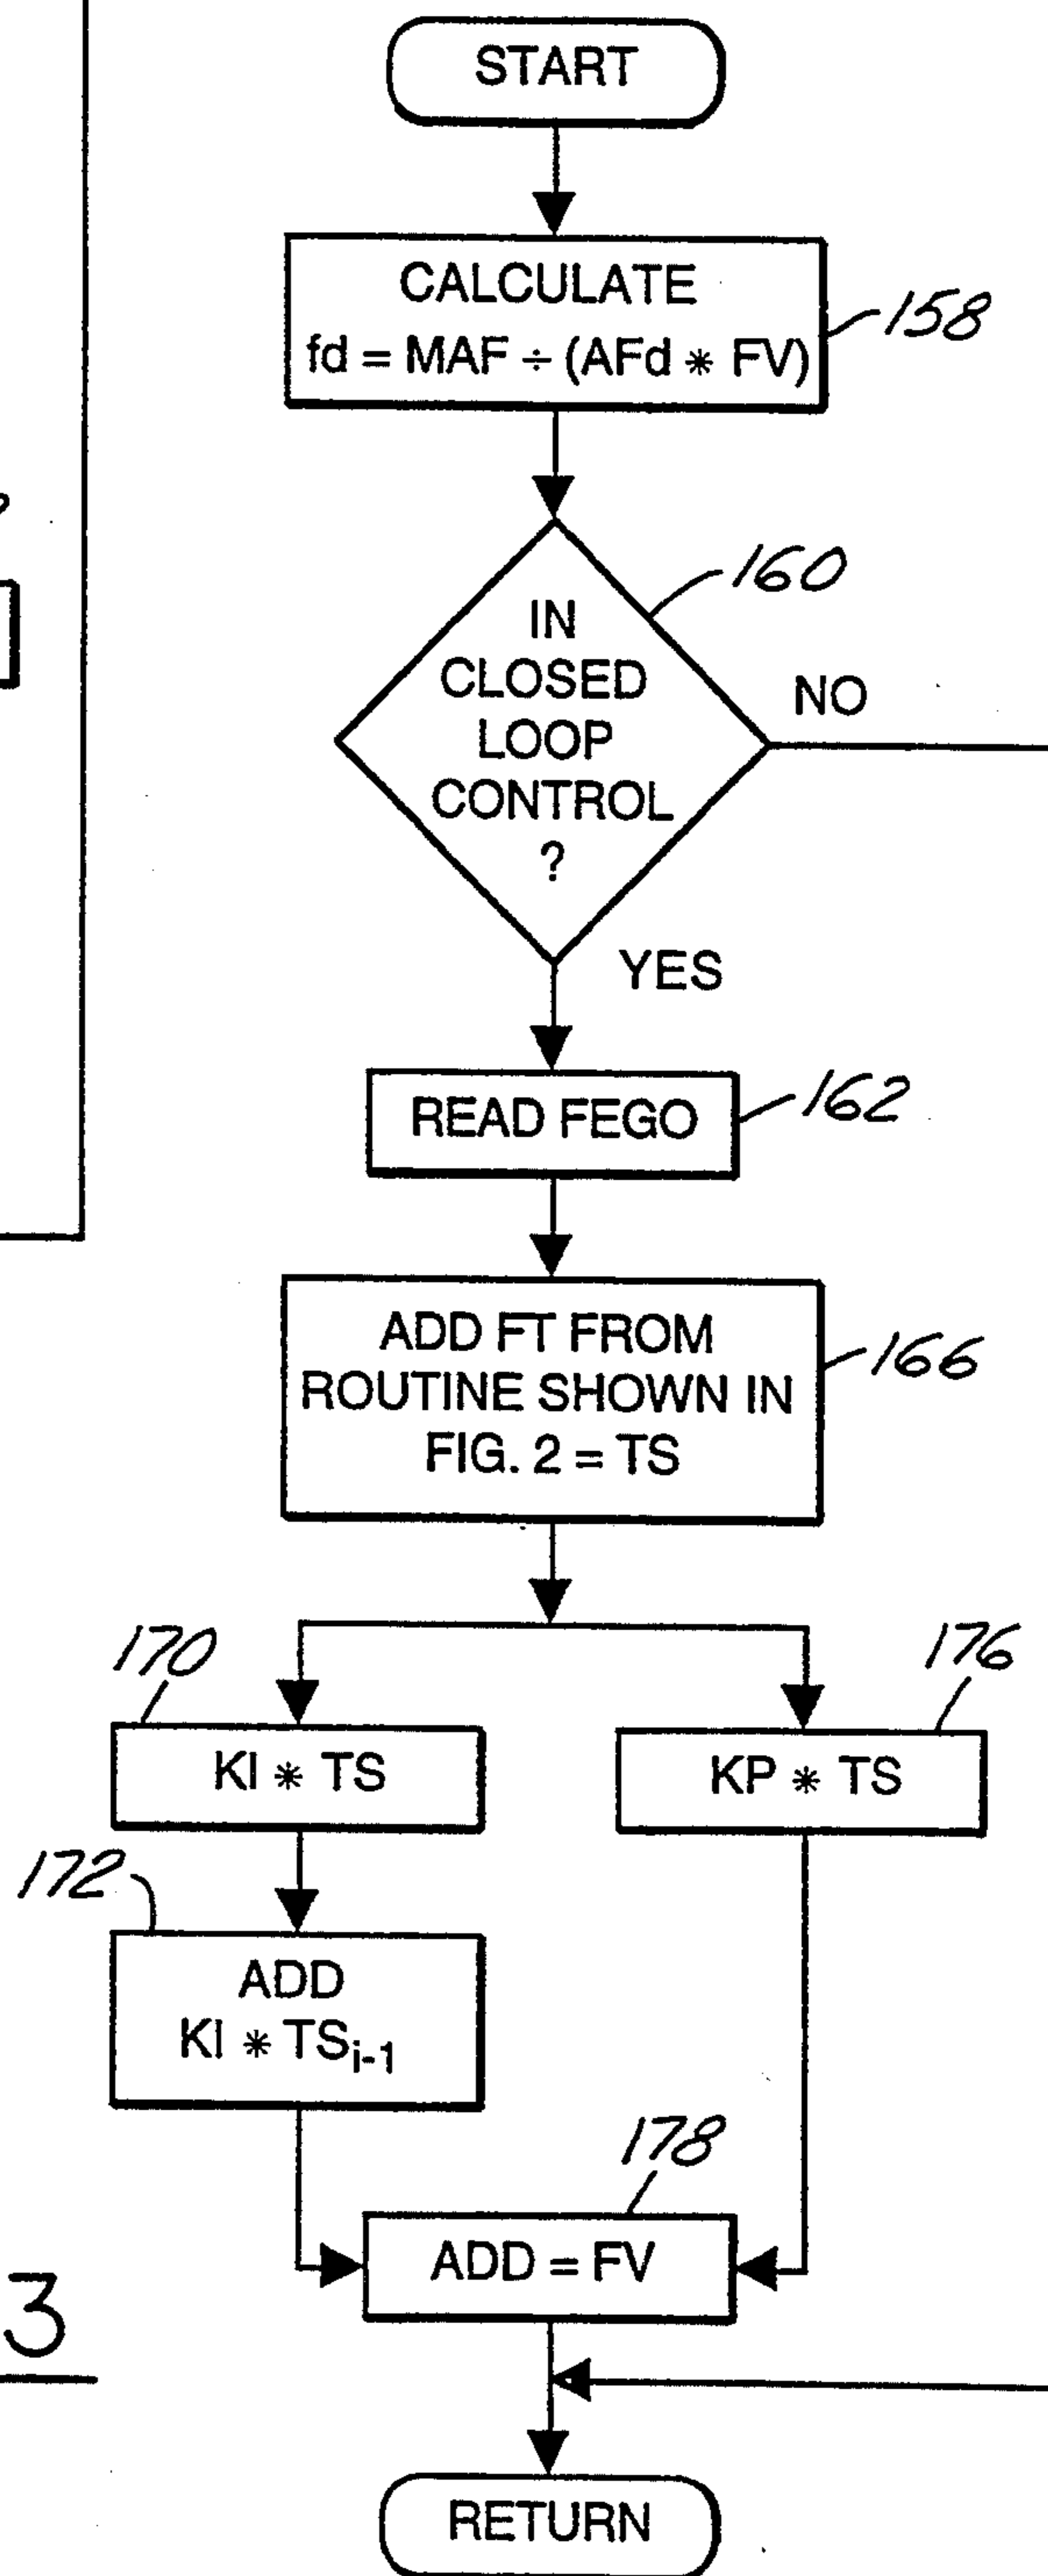 START
CALCULATE
fd = MAF ÷ (AFd * FV)
158
160
IN
CLOSED
LOOP
CONTROL
?
NO
YES
READ FEGO
162
ADD FT FROM
ROUTINE SHOWN IN
FIG. 2 = TS
166
170
176
KI * TS
KP * TS
172
ADD
KI * TSi-1
178
ADD = FV
3
RETURN